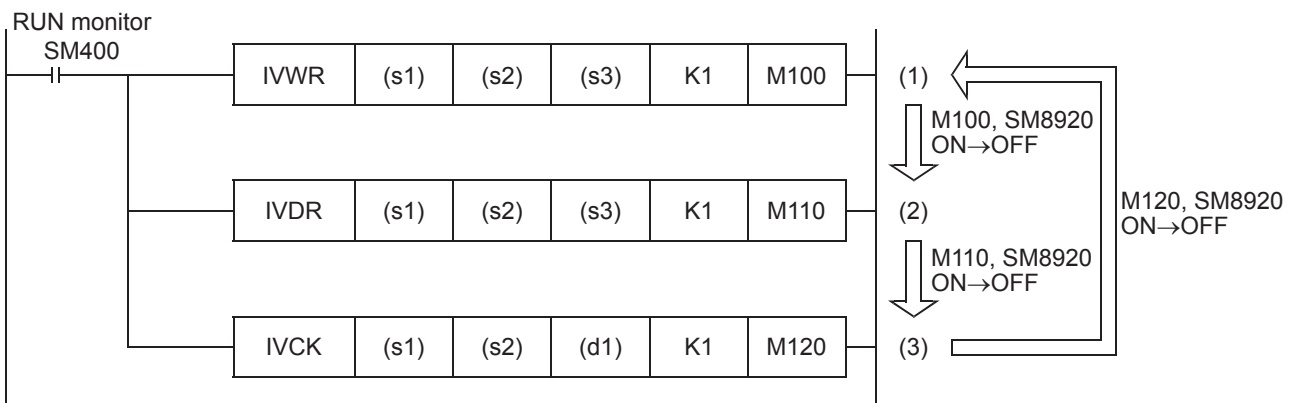 RUN monitor
SM400
IVWR (s1) (s2) (s3) K1 M100 (1)
M100, SM8920
ON→OFF
IVDR (s1) (s2) (s3) K1 M110 (2)
M120, SM8920
ON→OFF
M110, SM8920
ON→OFF
IVCK (s1) (s2) (d1) K1 M120 (3)